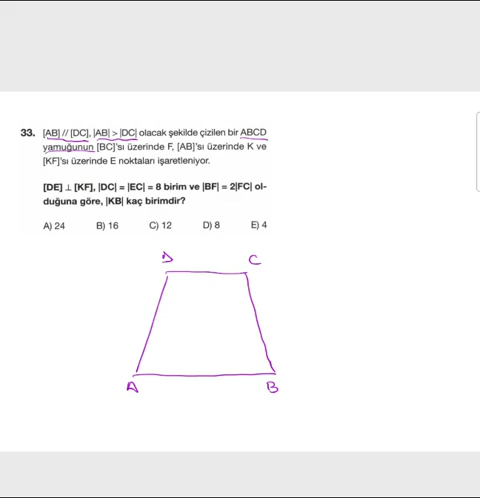 33. [AB] // [DC], |AB| > |DC| olacak şekilde çizilen bir ABCD
yamuğunun [BC]'sı üzerinde F, [AB]'sı üzerinde K ve
[KF]'sı üzerinde E noktaları işaretleniyor.
[DE] ⊥ [KF], |DC| = |EC| = 8 birim ve |BF| = 2|FC| ol-
duğuna göre, |KB| kaç birimdir?
A) 24 B) 16 C) 12 D) 8 E) 4
D C
A B